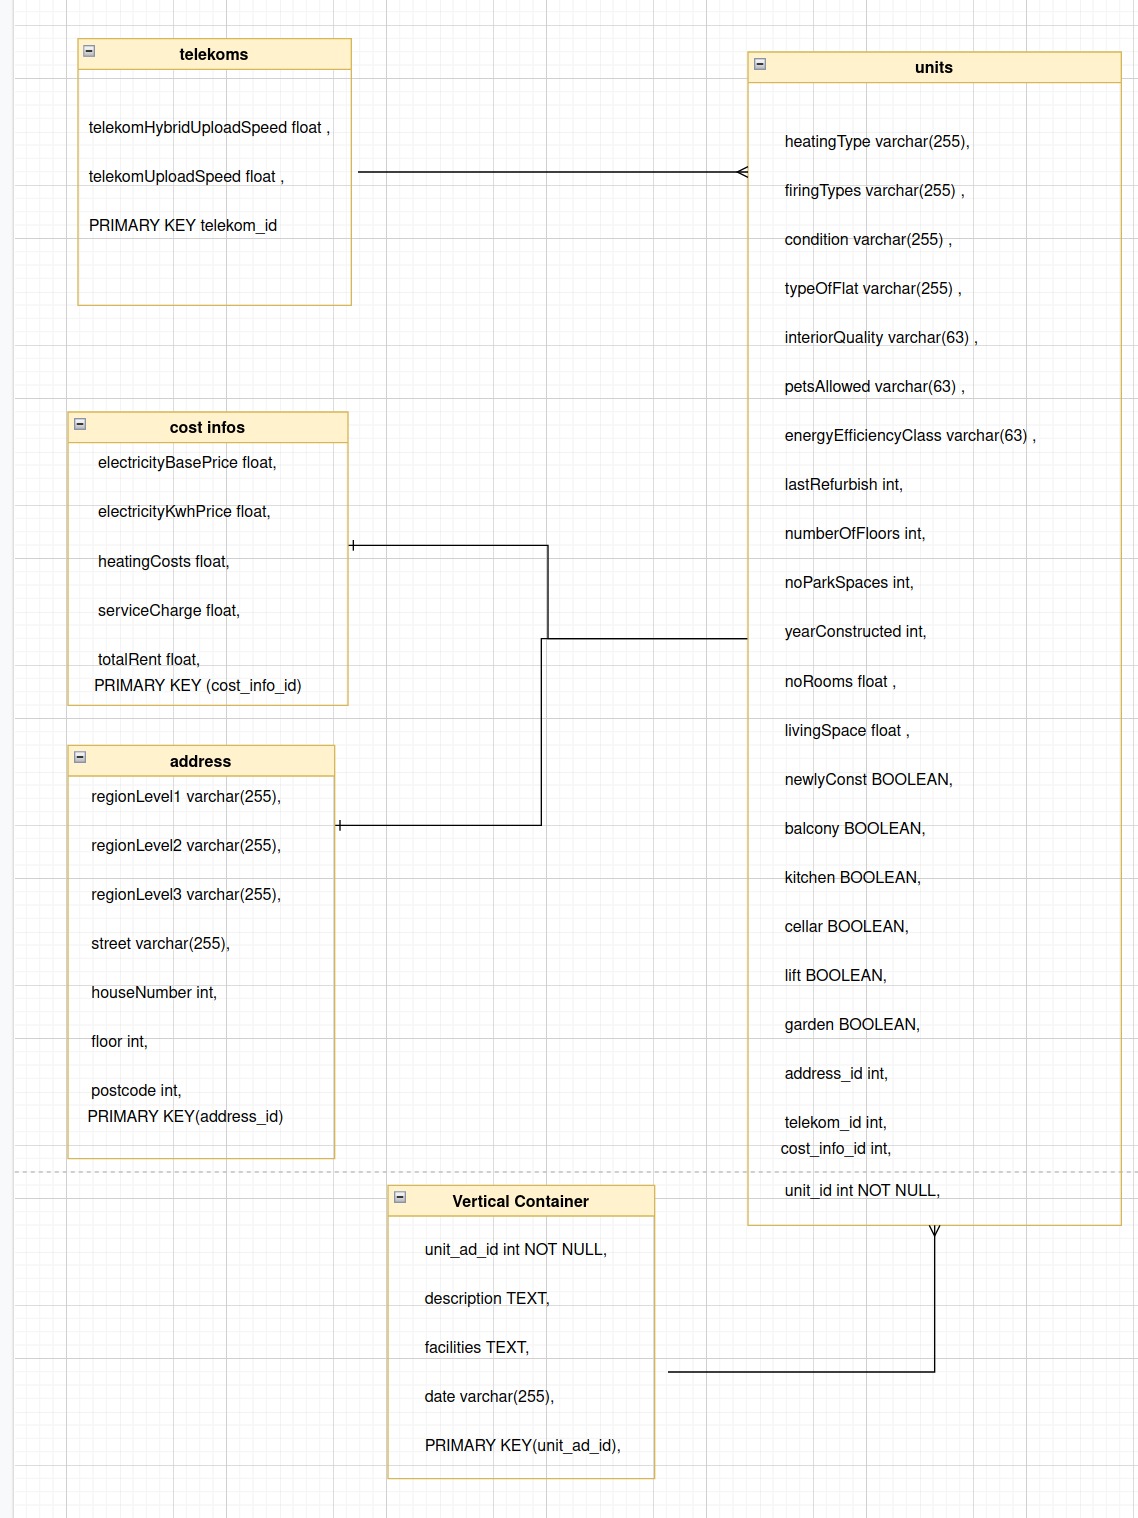 telekoms
telekomHybridUploadSpeed float ,
telekomUploadSpeed float ,
PRIMARY KEY telekom_id
cost infos
electricityBasePrice float,
electricityKwhPrice float,
heatingCosts float,
serviceCharge float,
totalRent float,
PRIMARY KEY (cost_info_id)
address
regionLevel1 varchar(255),
regionLevel2 varchar(255),
regionLevel3 varchar(255),
street varchar(255),
houseNumber int,
floor int,
postcode int,
PRIMARY KEY(address_id)
units
heatingType varchar(255),
firingTypes varchar(255) ,
condition varchar(255) ,
typeOfFlat varchar(255) ,
interiorQuality varchar(63) ,
petsAllowed varchar(63) ,
energyEfficiencyClass varchar(63) ,
lastRefurbish int,
numberOfFloors int,
noParkSpaces int,
yearConstructed int,
noRooms float ,
livingSpace float ,
newlyConst BOOLEAN,
balcony BOOLEAN,
kitchen BOOLEAN,
cellar BOOLEAN,
lift BOOLEAN,
garden BOOLEAN,
address_id int,
telekom_id int,
cost_info_id int,
unit_id int NOT NULL,
Vertical Container
unit_ad_id int NOT NULL,
description TEXT,
facilities TEXT,
date varchar(255),
PRIMARY KEY(unit_ad_id),